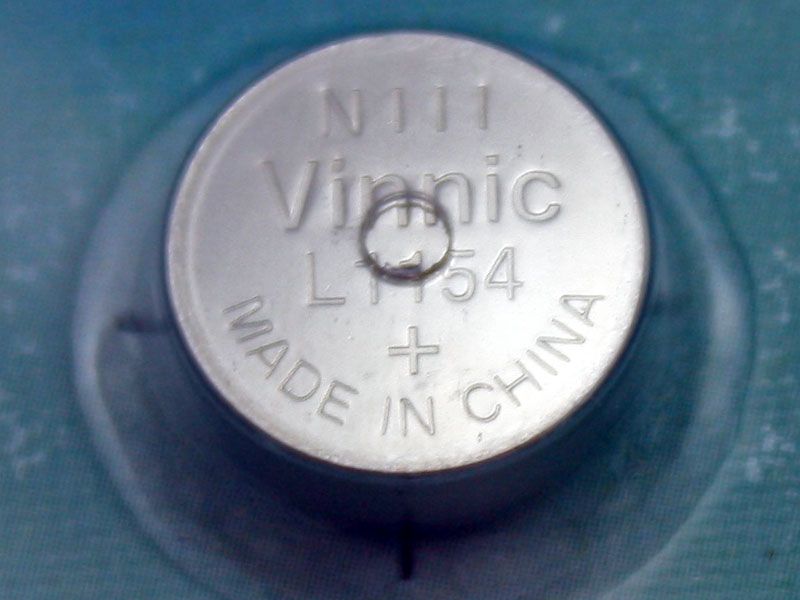 N111
Vinnic
L1154
+
MADE IN CHINA